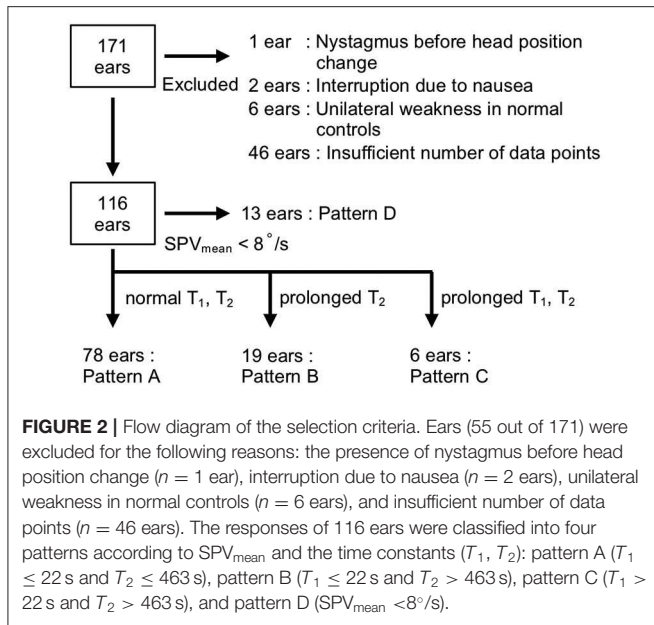 171
ears
Excluded
1 ear : Nystagmus before head position
change
2 ears : Interruption due to nausea
6 ears : Unilateral weakness in normal
controls
46 ears : Insufficient number of data points
116
ears
13 ears : Pattern D
SPVmean < 8°/s
normal T1, T2
prolonged T2
prolonged T1, T2
78 ears :
Pattern A
19 ears :
Pattern B
6 ears :
Pattern C
FIGURE 2 | Flow diagram of the selection criteria. Ears (55 out of 171) were
excluded for the following reasons: the presence of nystagmus before head
position change (n = 1 ear), interruption due to nausea (n = 2 ears), unilateral
weakness in normal controls (n = 6 ears), and insufficient number of data
points (n = 46 ears). The responses of 116 ears were classified into four
patterns according to SPVmean and the time constants (T1, T2): pattern A (T1
≤ 22 s and T2 ≤ 463 s), pattern B (T1 ≤ 22 s and T2 > 463 s), pattern C (T1 >
22 s and T2 > 463 s), and pattern D (SPVmean <8°/s).